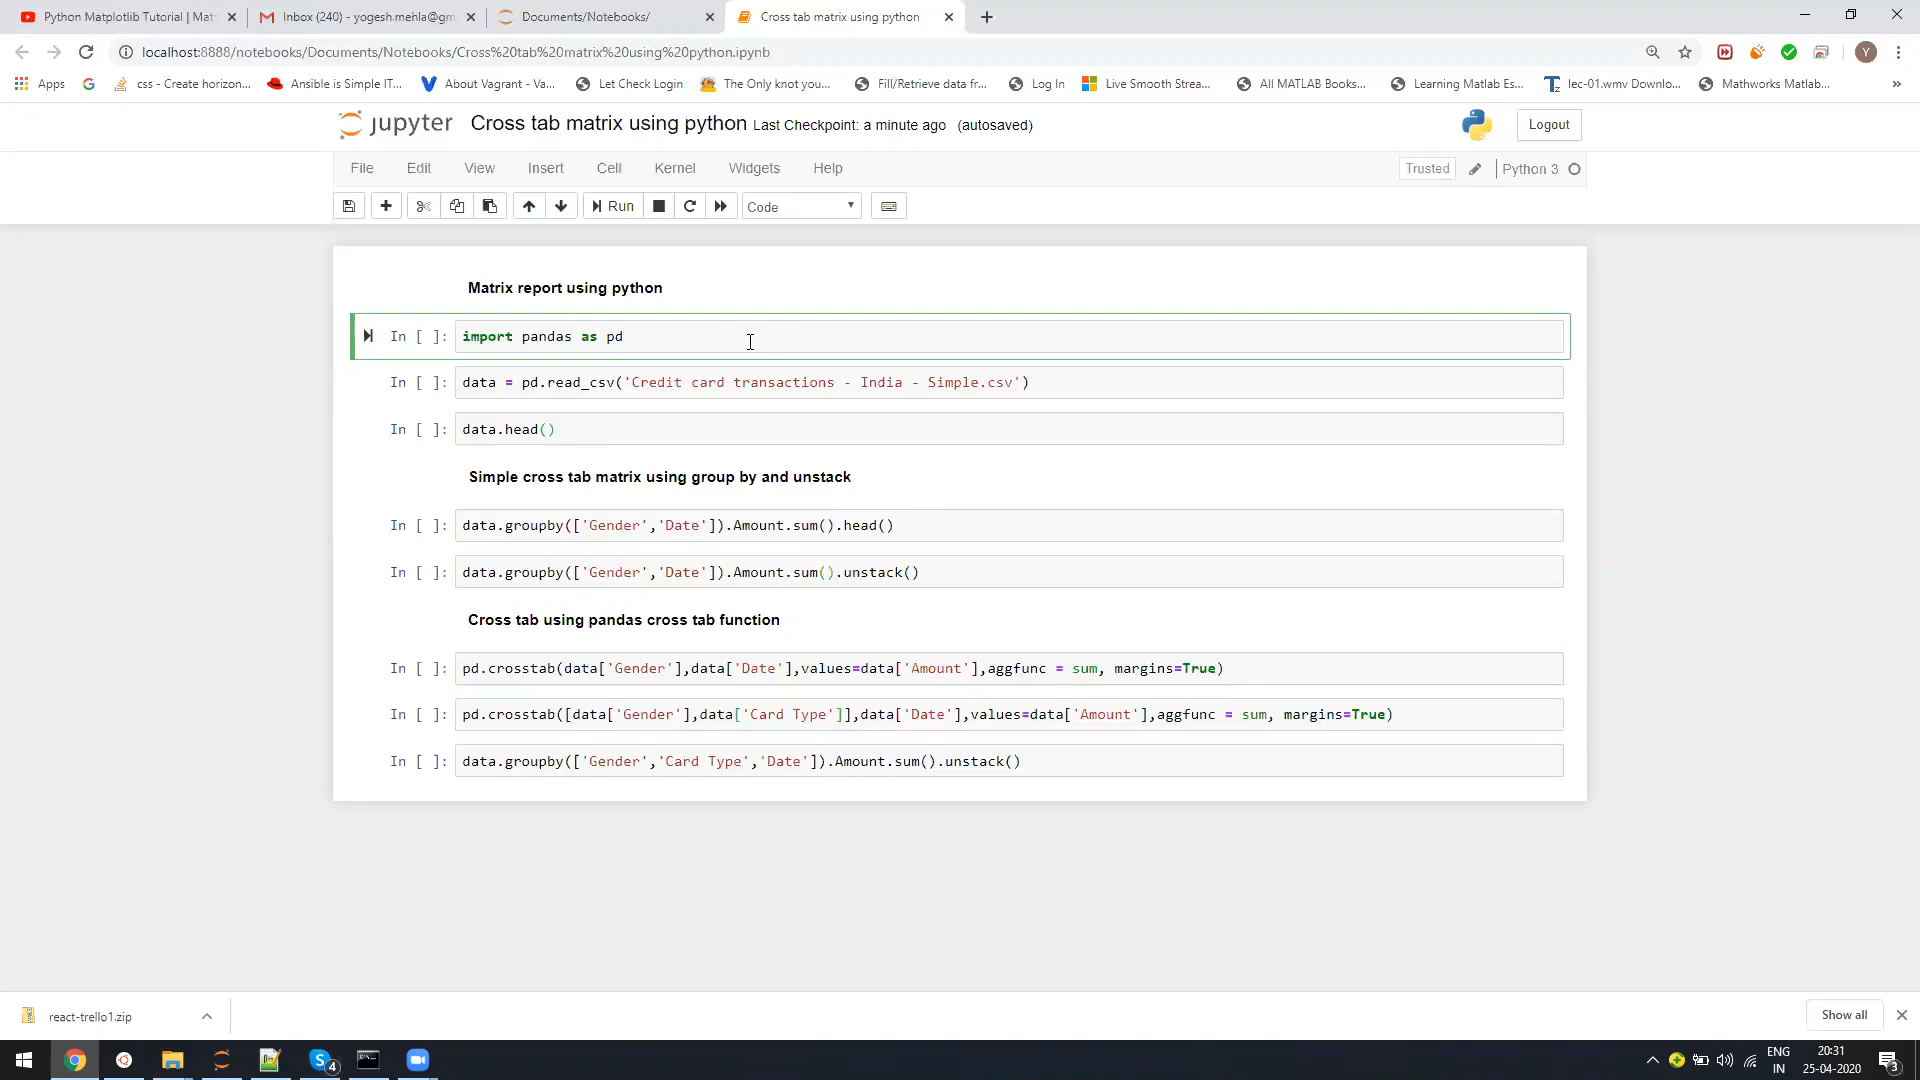 Python Matplotlib Tutorial | Mat
Inbox (240) - yogesh.mehla@gm
Documents/Notebooks/
Cross tab matrix using python
localhost:8888/notebooks/Documents/Notebooks/Cross%20tab%20matrix%20using%20python.ipynb
Y
Apps
css - Create horizon...
Ansible is Simple IT...
About Vagrant - Va...
Let Check Login
The Only knot you...
Fill/Retrieve data fr...
Log In
Live Smooth Strea...
All MATLAB Books...
Learning Matlab Es...
lec-01.wmv Downlo...
Mathworks Matlab...
»
jupyter Cross tab matrix using python Last Checkpoint: a minute ago (autosaved)
Logout
File Edit View Insert Cell Kernel Widgets Help
Trusted
Python 3
Run
Code
Matrix report using python
In [ ]: import pandas as pd
In [ ]: data = pd.read_csv('Credit card transactions - India - Simple.csv')
In [ ]: data.head()
Simple cross tab matrix using group by and unstack
In [ ]: data.groupby(['Gender','Date']).Amount.sum().head()
In [ ]: data.groupby(['Gender','Date']).Amount.sum().unstack()
Cross tab using pandas cross tab function
In [ ]: pd.crosstab(data['Gender'],data['Date'],values=data['Amount'],aggfunc = sum, margins=True)
In [ ]: pd.crosstab([data['Gender'],data['Card Type']],data['Date'],values=data['Amount'],aggfunc = sum, margins=True)
In [ ]: data.groupby(['Gender','Card Type','Date']).Amount.sum().unstack()
react-trello1.zip
Show all
4
ENG
IN
20:31
25-04-2020
3